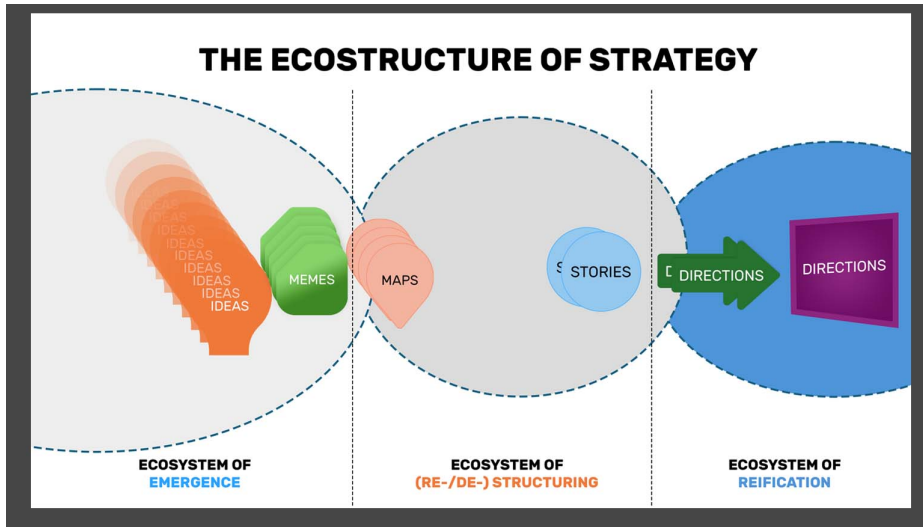 THE ECOSTRUCTURE OF STRATEGY
IDEAS
IDEAS
IDEAS
IDEAS
IDEAS
IDEAS
IDEAS
IDEAS
IDEAS
MEMES
MAPS
S
STORIES
D
DIRECTIONS
DIRECTIONS
ECOSYSTEM OF
EMERGENCE
ECOSYSTEM OF
(RE-/DE-) STRUCTURING
ECOSYSTEM OF
REIFICATION